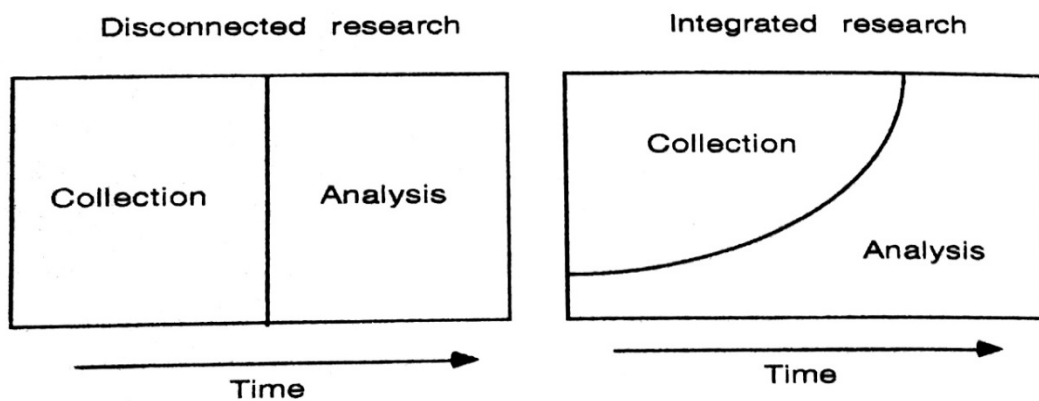 Disconnected research
Collection
Analysis
Time
Integrated research
Collection
Analysis
Time